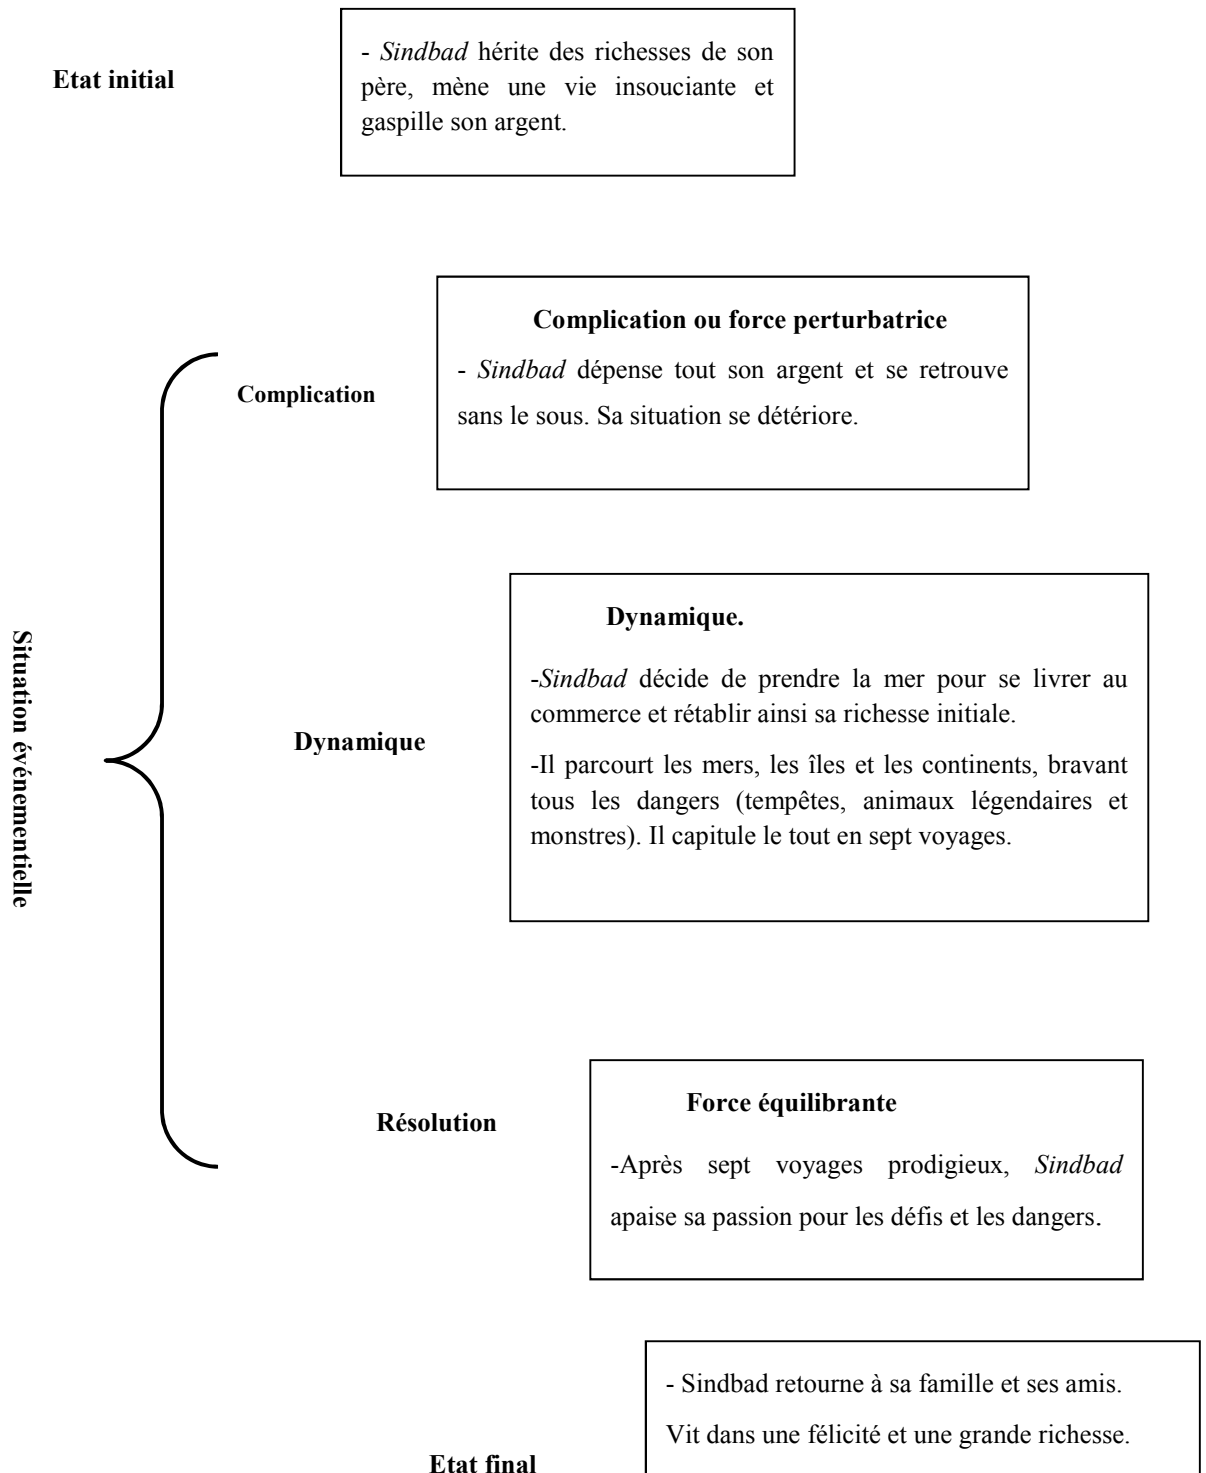 Etat initial
- Sindbad hérite des richesses de son
père, mène une vie insouciante et
gaspille son argent.
Situation événementielle
Complication
Complication ou force perturbatrice
- Sindbad dépense tout son argent et se retrouve
sans le sous. Sa situation se détériore.
Dynamique
Dynamique.
-Sindbad décide de prendre la mer pour se livrer au
commerce et rétablir ainsi sa richesse initiale.
-Il parcourt les mers, les îles et les continents, bravant
tous les dangers (tempêtes, animaux légendaires et
monstres). Il capitule le tout en sept voyages.
Résolution
Force équilibrante
-Après sept voyages prodigieux, Sindbad
apaise sa passion pour les défis et les dangers.
Etat final
- Sindbad retourne à sa famille et ses amis.
Vit dans une félicité et une grande richesse.